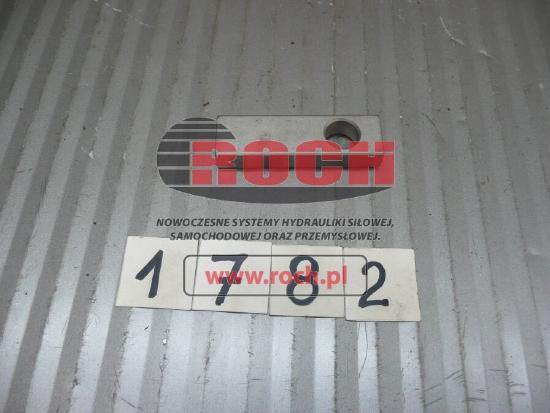 ROCH
NOWOCZESNE SYSTEMY HYDRAULIKI SIŁOWEJ,
SAMOCHODOWEJ ORAZ PRZEMYSŁOWEJ.
www.roch.pl
1 7 8 2